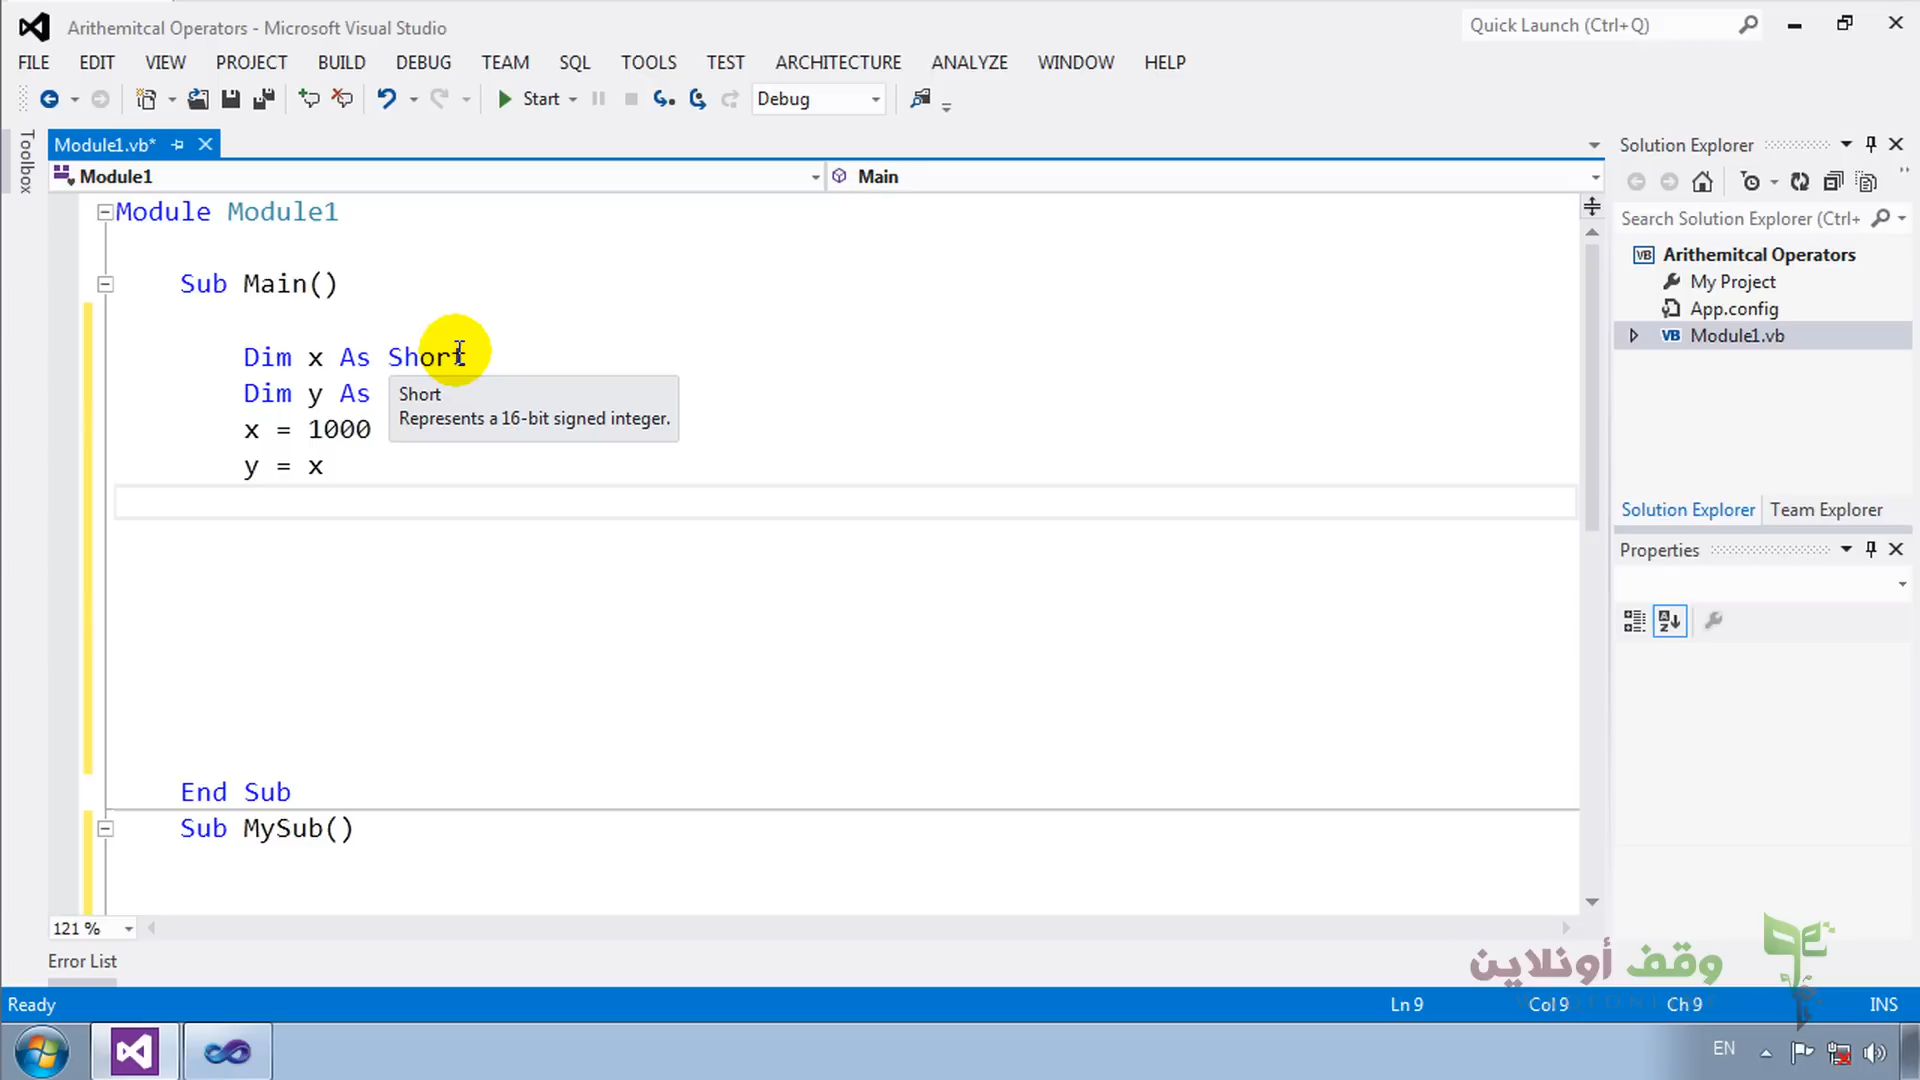 Arithemitcal Operators - Microsoft Visual Studio
Quick Launch (Ctrl+Q)
FILE EDIT VIEW PROJECT BUILD DEBUG TEAM SQL TOOLS TEST ARCHITECTURE ANALYZE WINDOW HELP
Start Debug
Toolbox
Module1.vb*
Module1 Main
Module Module1
Sub Main()
Dim x As Short
Dim y As
Short
Represents a 16-bit signed integer.
x = 1000
y = x
End Sub
Sub MySub()
121 %
Error List
Solution Explorer
Search Solution Explorer (Ctrl+
VB Arithemitcal Operators
My Project
App.config
VB Module1.vb
Solution Explorer Team Explorer
Properties
وقف أونلاين
Ready Ln 9 Col 9 Ch 9 INS
EN